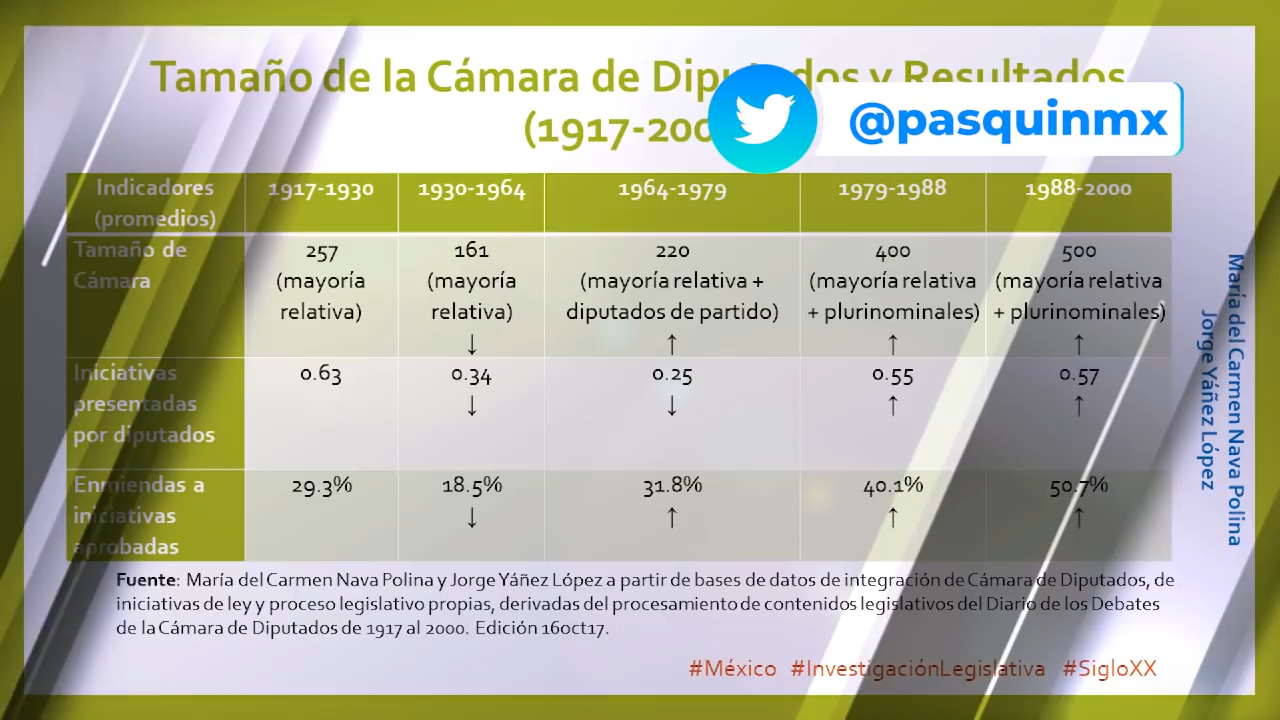 Tamaño de la Cámara de Diputados y Resultados
(1917-200
@pasquinmx
Indicadores (promedios) 1917-1930 1930-1964 1964-1979 1979-1988 1988-2000
Tamaño de Cámara 257 (mayoría relativa) 161 (mayoría relativa) ↓ 220 (mayoría relativa + diputados de partido) ↑ 400 (mayoría relativa + plurinominales) ↑ 500 (mayoría relativa + plurinominales) ↑
Iniciativas presentadas por diputados 0.63 0.34 ↓ 0.25 ↓ 0.55 ↑ 0.57 ↑
Enmiendas a iniciativas aprobadas 29.3% 18.5% ↓ 31.8% ↑ 40.1% ↑ 50.7% ↑
María del Carmen Nava Polina
Jorge Yáñez López
Fuente: María del Carmen Nava Polina y Jorge Yáñez López a partir de bases de datos de integración de Cámara de Diputados, de
iniciativas de ley y proceso legislativo propias, derivadas del procesamiento de contenidos legislativos del Diario de los Debates
de la Cámara de Diputados de 1917 al 2000. Edición 16oct17.
#México #InvestigaciónLegislativa #SigloXX